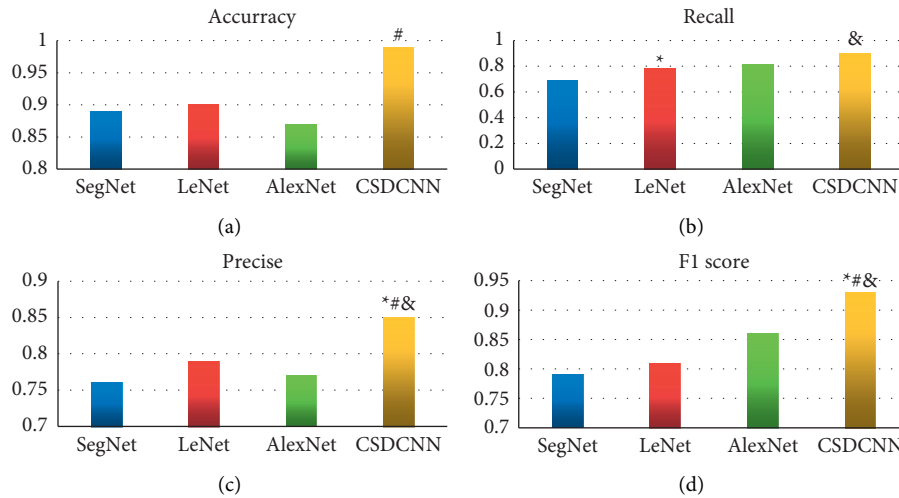 Accurracy
#
1
0.95
0.9
0.85
0.8
SegNet LeNet AlexNet CSDCNN
(a)
Recall
&
*
1
0.8
0.6
0.4
0.2
0
SegNet LeNet AlexNet CSDCNN
(b)
Precise
*#&
0.9
0.85
0.8
0.75
0.7
SegNet LeNet AlexNet CSDCNN
(c)
F1 score
*#&
0.95
0.9
0.85
0.8
0.75
0.7
SegNet LeNet AlexNet CSDCNN
(d)